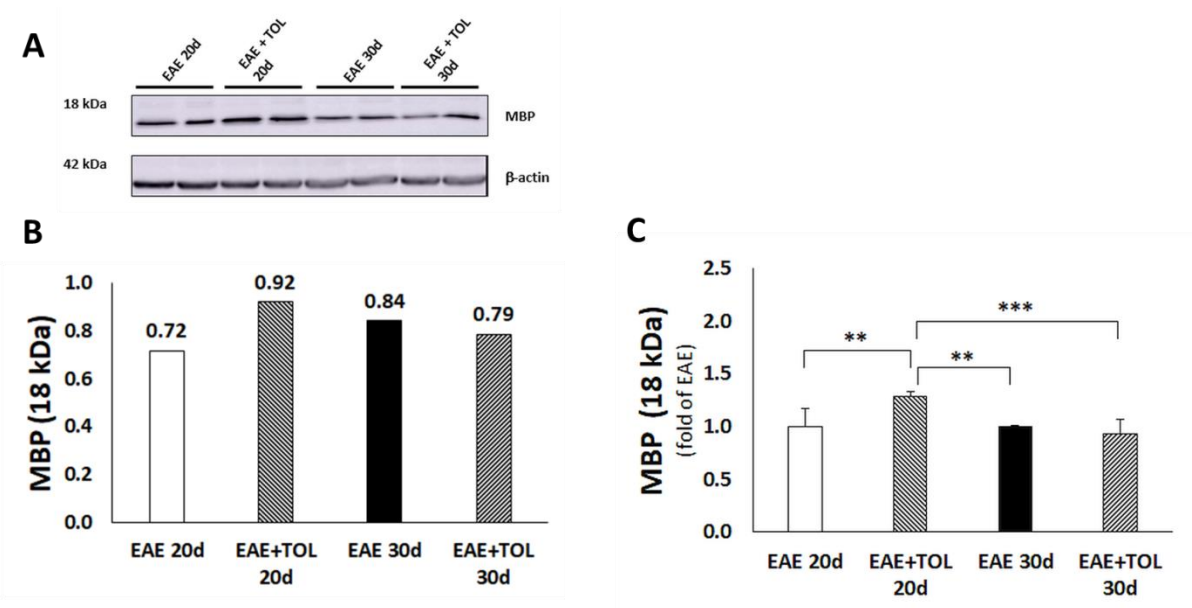 A
EAE 20d
EAE + TOL
20d
EAE 30d
EAE + TOL
30d
18 kDa
MBP
42 kDa
β-actin
B
MBP (18 kDa)
1.0
0.8
0.6
0.4
0.2
0.0
0.72
0.92
0.84
0.79
EAE 20d
EAE+TOL
20d
EAE 30d
EAE+TOL
30d
C
MBP (18 kDa)
(fold of EAE)
2.5
2.0
1.5
1.0
0.5
0.0
**
**
***
EAE 20d
EAE+TOL
20d
EAE 30d
EAE+TOL
30d